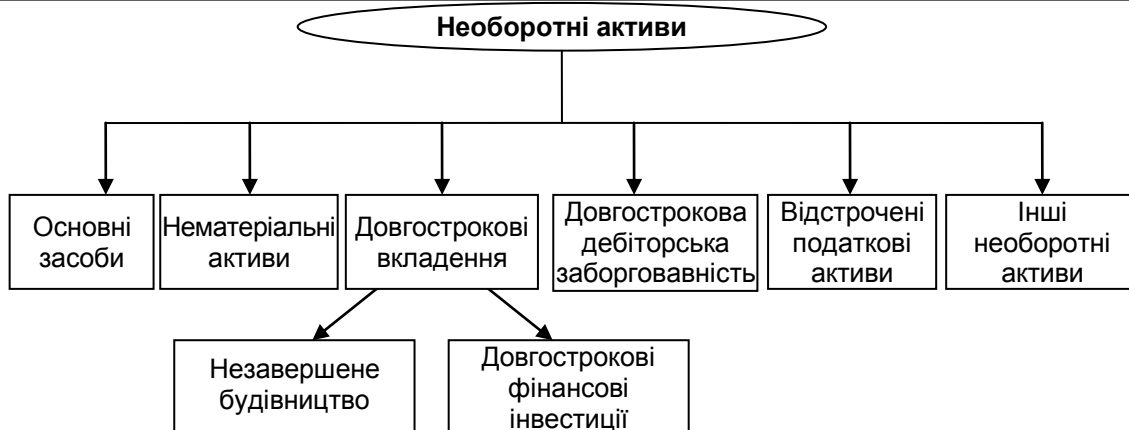 Необоротні активи
Основні
засоби
Нематеріальні
активи
Довгострокові
вкладення
Довгострокова
дебіторська
заборговавність
Відстрочені
податкові
активи
Інші
необоротні
активи
Незавершене
будівництво
Довгострокові
фінансові
інвестиції